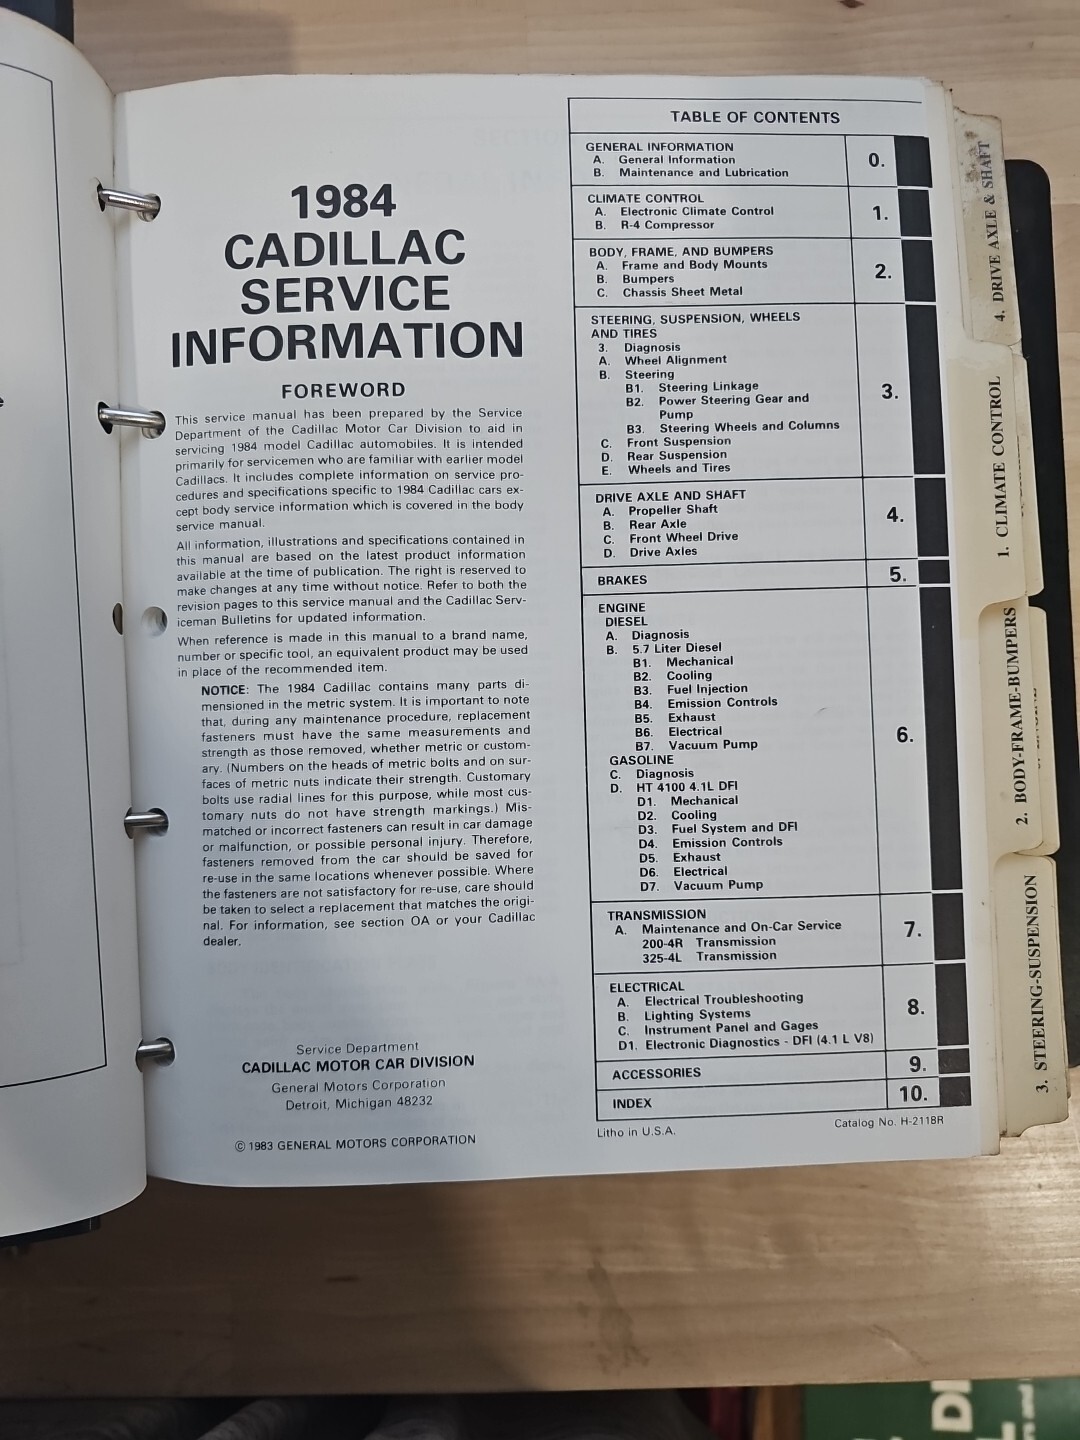 1984
CADILLAC
SERVICE
INFORMATION
FOREWORD
This service manual has been prepared by the Service
Department of the Cadillac Motor Car Division to aid in
servicing 1984 model Cadillac automobiles. It is intended
primarily for servicemen who are familiar with earlier model
Cadillacs. It includes complete information on service pro-
cedures and specifications specific to 1984 Cadillac cars ex-
cept body service information which is covered in the body
service manual.
All information, illustrations and specifications contained in
this manual are based on the latest product information
available at the time of publication. The right is reserved to
make changes at any time without notice. Refer to both the
revision pages to this service manual and the Cadillac Serv-
iceman Bulletins for updated information.
When reference is made in this manual to a brand name,
number or specific tool, an equivalent product may be used
in place of the recommended item.
NOTICE: The 1984 Cadillac contains many parts di-
mensioned in the metric system. It is important to note
that, during any maintenance procedure, replacement
fasteners must have the same measurements and
strength as those removed, whether metric or custom-
ary. (Numbers on the heads of metric bolts and on sur-
faces of metric nuts indicate their strength. Customary
bolts use radial lines for this purpose, while most cus-
tomary nuts do not have strength markings.) Mis-
matched or incorrect fasteners can result in car damage
or malfunction, or possible personal injury. Therefore,
fasteners removed from the car should be saved for
re-use in the same locations whenever possible. Where
the fasteners are not satisfactory for re-use, care should
be taken to select a replacement that matches the origi-
nal. For information, see section OA or your Cadillac
dealer.
Service Department
CADILLAC MOTOR CAR DIVISION
General Motors Corporation
Detroit, Michigan 48232
© 1983 GENERAL MOTORS CORPORATION
TABLE OF CONTENTS
GENERAL INFORMATION
A. General Information 0.
B. Maintenance and Lubrication
CLIMATE CONTROL
A. Electronic Climate Control 1.
B. R-4 Compressor
BODY, FRAME, AND BUMPERS
A. Frame and Body Mounts 2.
B. Bumpers
C. Chassis Sheet Metal
STEERING, SUSPENSION, WHEELS
AND TIRES
3. Diagnosis
A. Wheel Alignment
B. Steering
B1. Steering Linkage 3.
B2. Power Steering Gear and
Pump
B3. Steering Wheels and Columns
C. Front Suspension
D. Rear Suspension
E. Wheels and Tires
DRIVE AXLE AND SHAFT
A. Propeller Shaft 4.
B. Rear Axle
C. Front Wheel Drive
D. Drive Axles
BRAKES 5.
ENGINE
DIESEL
A. Diagnosis
B. 5.7 Liter Diesel
B1. Mechanical
B2. Cooling
B3. Fuel Injection
B4. Emission Controls
B5. Exhaust
B6. Electrical 6.
B7. Vacuum Pump
GASOLINE
C. Diagnosis
D. HT 4100 4.1L DFI
D1. Mechanical
D2. Cooling
D3. Fuel System and DFI
D4. Emission Controls
D5. Exhaust
D6. Electrical
D7. Vacuum Pump
TRANSMISSION
A. Maintenance and On-Car Service 7.
200-4R Transmission
325-4L Transmission
ELECTRICAL
A. Electrical Troubleshooting
B. Lighting Systems 8.
C. Instrument Panel and Gages
D1. Electronic Diagnostics - DFI (4.1 L V8)
ACCESSORIES 9.
INDEX 10.
Litho in U.S.A. Catalog No. H-211BR
4. DRIVE AXLE & SHAFT
1. CLIMATE CONTROL
2. BODY-FRAME-BUMPERS
3. STEERING-SUSPENSION